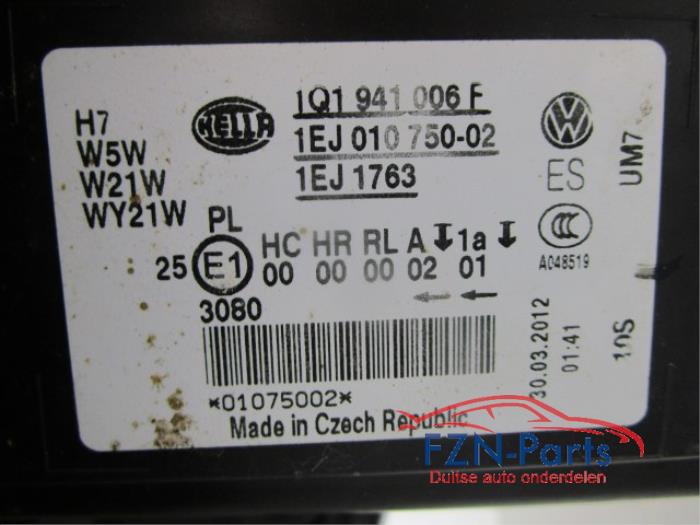 H7
W5W
W21W
WY21W
HELLA
1Q1 941 006 F
1EJ 010 750-02
1EJ 1763
ES
UM7
A048519
PL
25 E1
HC HR RL A 1a
00 00 00 02 01
3080
*01075002*
Made in Czech Republic
30.03.2012
01:41
10S
FZN-Parts
Duitse auto onderdelen